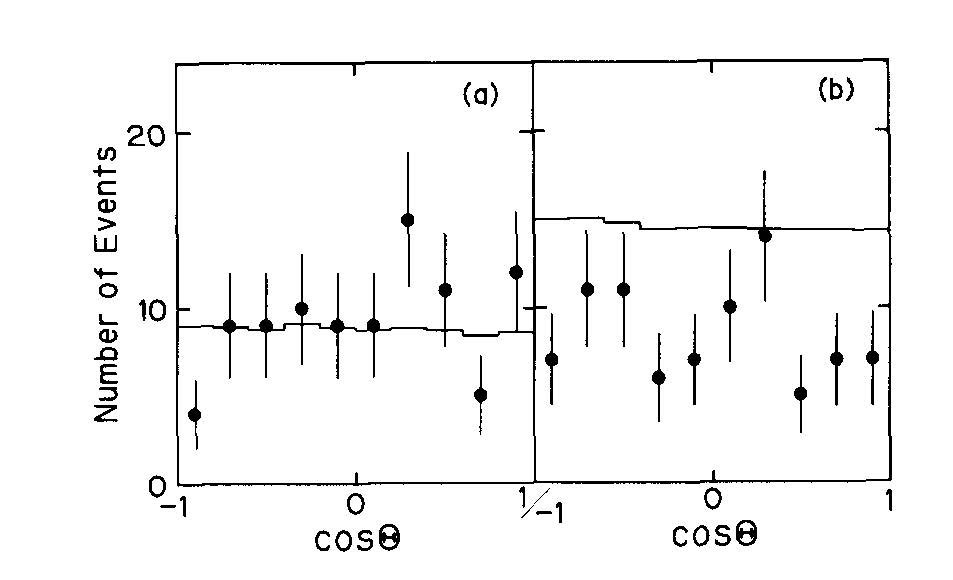 (a) (b)
20
10
0
Number of Events
-1 0 1/-1 0 1
cosΘ cosΘ